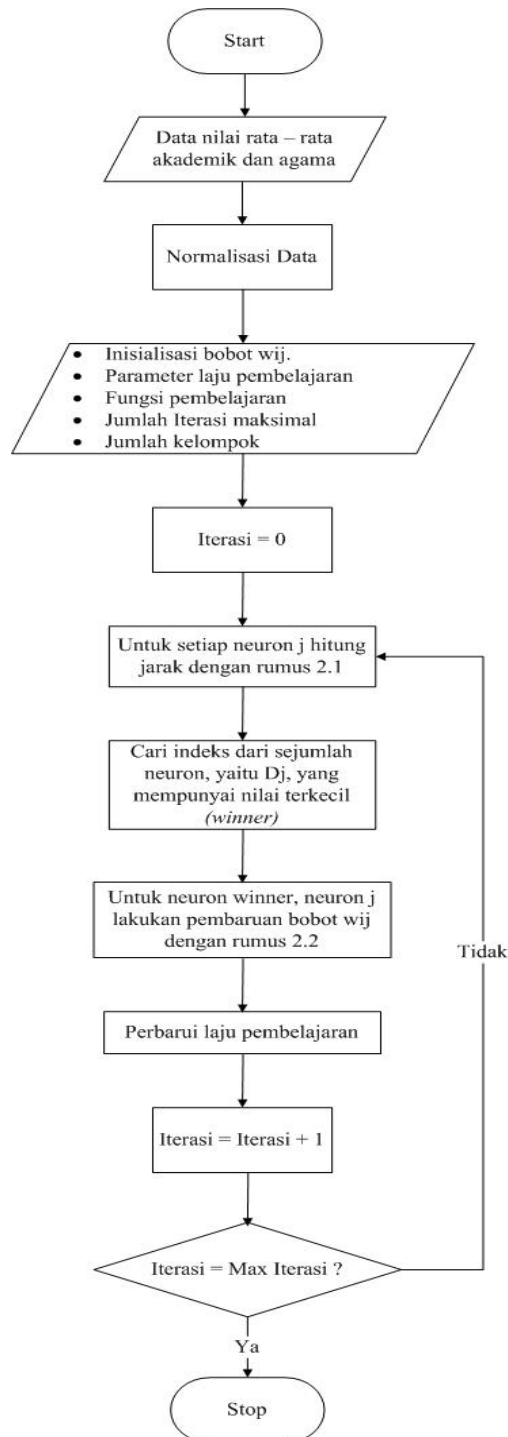 Start
Data nilai rata – rata
akademik dan agama
Normalisasi Data
• Inisialisasi bobot wij.
• Parameter laju pembelajaran
• Fungsi pembelajaran
• Jumlah Iterasi maksimal
• Jumlah kelompok
Iterasi = 0
Untuk setiap neuron j hitung
jarak dengan rumus 2.1
Cari indeks dari sejumlah
neuron, yaitu Dj, yang
mempunyai nilai terkecil
(winner)
Untuk neuron winner, neuron j
lakukan pembaruan bobot wij
dengan rumus 2.2
Tidak
Perbarui laju pembelajaran
Iterasi = Iterasi + 1
Iterasi = Max Iterasi ?
Ya
Stop